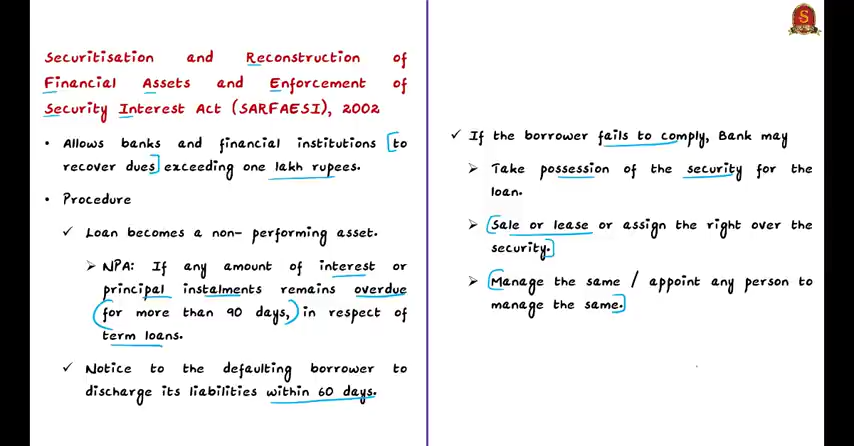 Securitisation and Reconstruction of
Financial Assets and Enforcement of
Security Interest Act (SARFAESI), 2002
• Allows banks and financial institutions [to
recover dues] exceeding one lakh rupees.
• Procedure
✓ Loan becomes a non- performing asset.
➢ NPA: If any amount of interest or
principal instalments remains overdue
(for more than 90 days,) in respect of
term loans.
✓ Notice to the defaulting borrower to
discharge its liabilities within 60 days.
✓ If the borrower fails to comply, Bank may
➢ Take possession of the security for the
loan.
➢ [Sale or lease or assign the right over the
security.]
➢ [Manage the same / appoint any person to
manage the same.]